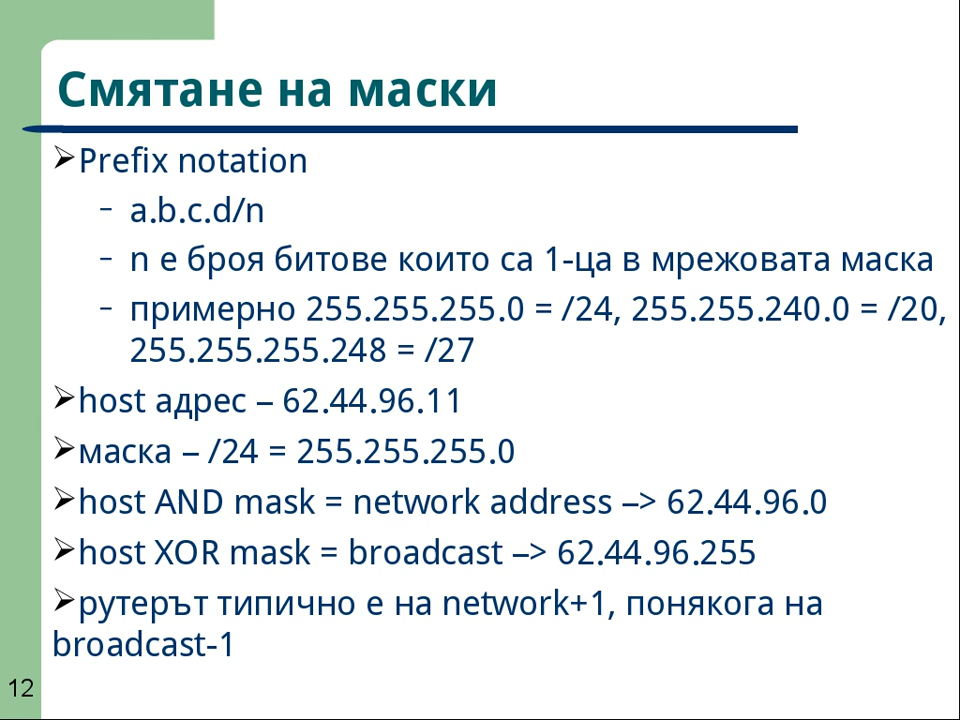 Смятане на маски
➢Prefix notation
– a.b.c.d/n
– n е броя битове които са 1-ца в мрежовата маска
– примерно 255.255.255.0 = /24, 255.255.240.0 = /20,
255.255.255.248 = /27
➢host адрес – 62.44.96.11
➢маска – /24 = 255.255.255.0
➢host AND mask = network address –> 62.44.96.0
➢host XOR mask = broadcast –> 62.44.96.255
➢рутерът типично е на network+1, понякога на
broadcast-1
12